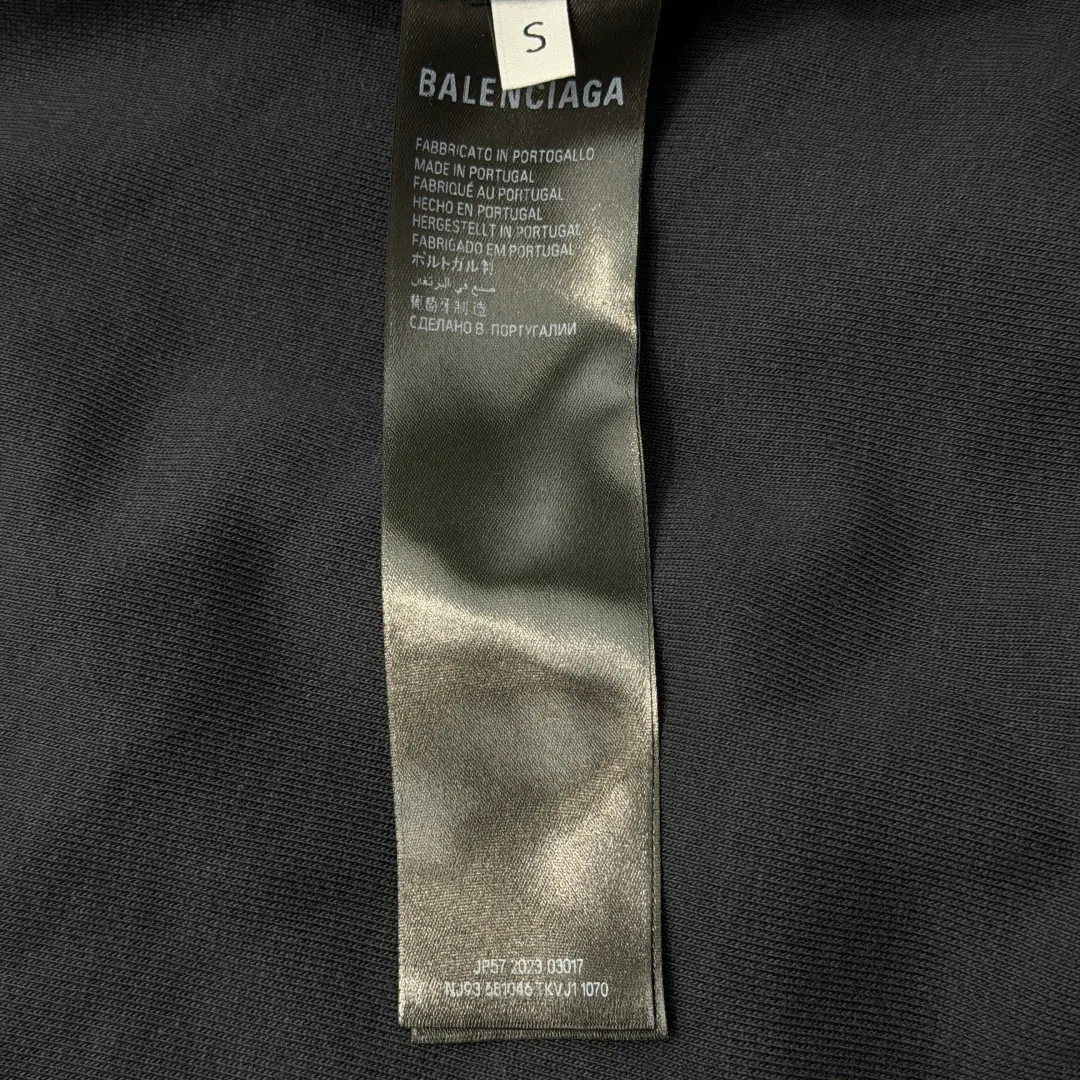 S
BALENCIAGA
FABBRICATO IN PORTOGALLO
MADE IN PORTUGAL
FABRIQUÉ AU PORTUGAL
HECHO EN PORTUGAL
HERGESTELLT IN PORTUGAL
FABRICADO EM PORTUGAL
ポルトガル製
صنع في البرتغال
葡萄牙制造
СДЕЛАНО В ПОРТУГАЛИИ
JP57 2023 03017
NJ93 681046 TKVJ1 1070